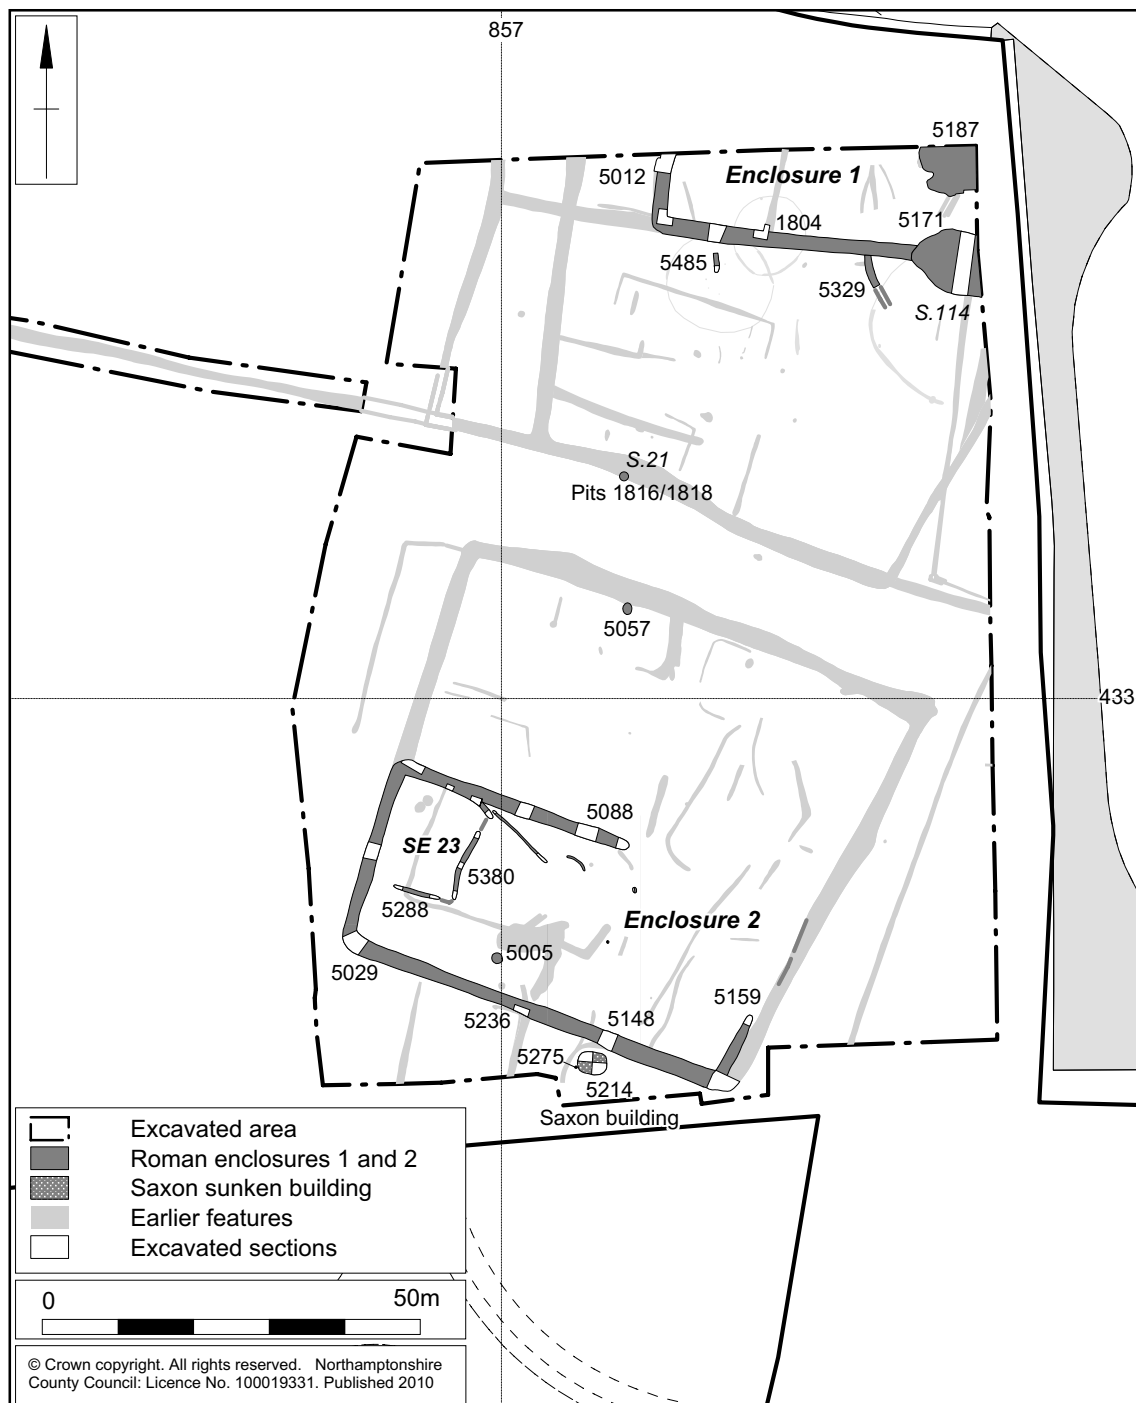 857
5187
5012
Enclosure 1
5171
1804
5485
5329
S.114
S.21
Pits 1816/1818
5057
433
5088
SE 23
5380
5288
Enclosure 2
5005
5029
5159
5236
5148
5275
5214
Saxon building
Excavated area
Roman enclosures 1 and 2
Saxon sunken building
Earlier features
Excavated sections
0 50m
© Crown copyright. All rights reserved. Northamptonshire
County Council: Licence No. 100019331. Published 2010